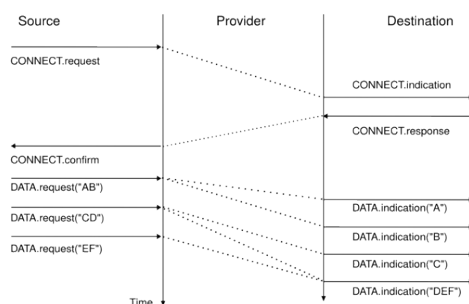 Source Provider Destination
CONNECT.request
CONNECT.indication
CONNECT.response
CONNECT.confirm
DATA.request("AB")
DATA.indication("A")
DATA.request("CD")
DATA.indication("B")
DATA.request("EF")
DATA.indication("C")
DATA.indication("DEF")
Time